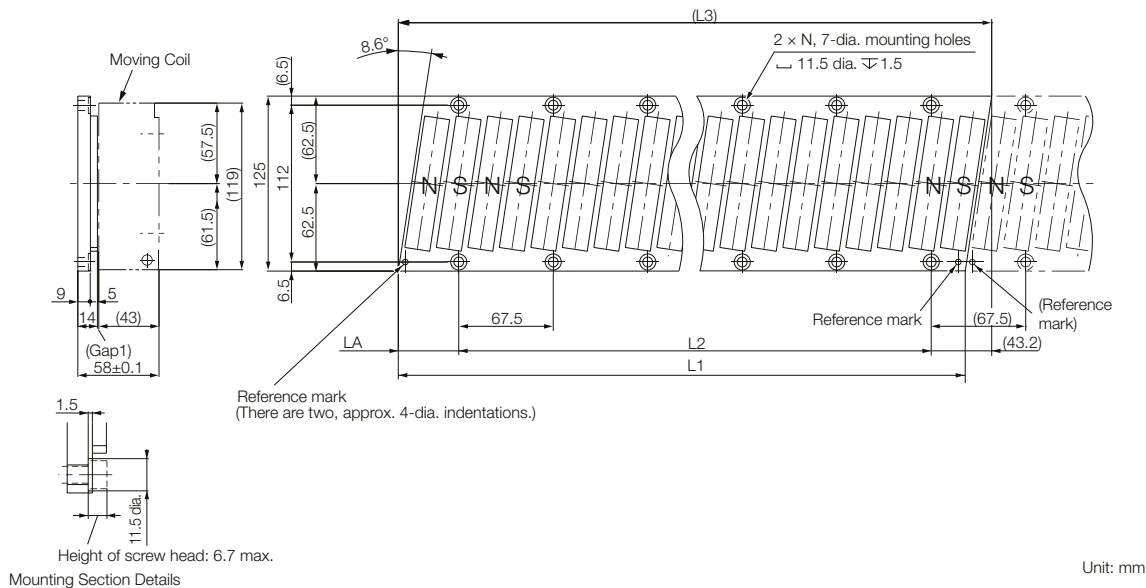 (L3)
8.6°
2 × N, 7-dia. mounting holes
⌴ 11.5 dia. ↧ 1.5
Moving Coil
(6.5)
(57.5)
(119)
(61.5)
125
112
(62.5)
62.5
6.5
N S N S
N S N S
9
5
14
(43)
(Gap1)
58±0.1
67.5
Reference mark
(67.5)
(Reference
mark)
LA
L2
(43.2)
L1
Reference mark
(There are two, approx. 4-dia. indentations.)
1.5
11.5 dia.
Height of screw head: 6.7 max.
Mounting Section Details
Unit: mm